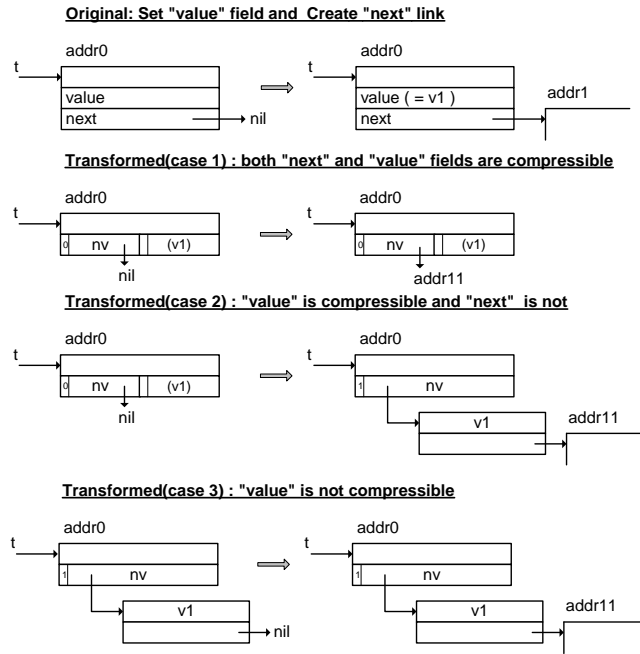 Original: Set "value" field and Create "next" link
addr0
addr0
t
t
value
value ( = v1 )
addr1
next
nil
next
Transformed(case 1) : both "next" and "value" fields are compressible
addr0
addr0
t
t
0
nv
(v1)
0
nv
(v1)
nil
addr11
Transformed(case 2) : "value" is compressible and "next" is not
addr0
addr0
t
t
0
nv
(v1)
1
nv
nil
v1
addr11
Transformed(case 3) : "value" is not compressible
addr0
addr0
t
t
1
nv
1
nv
v1
v1
addr11
nil